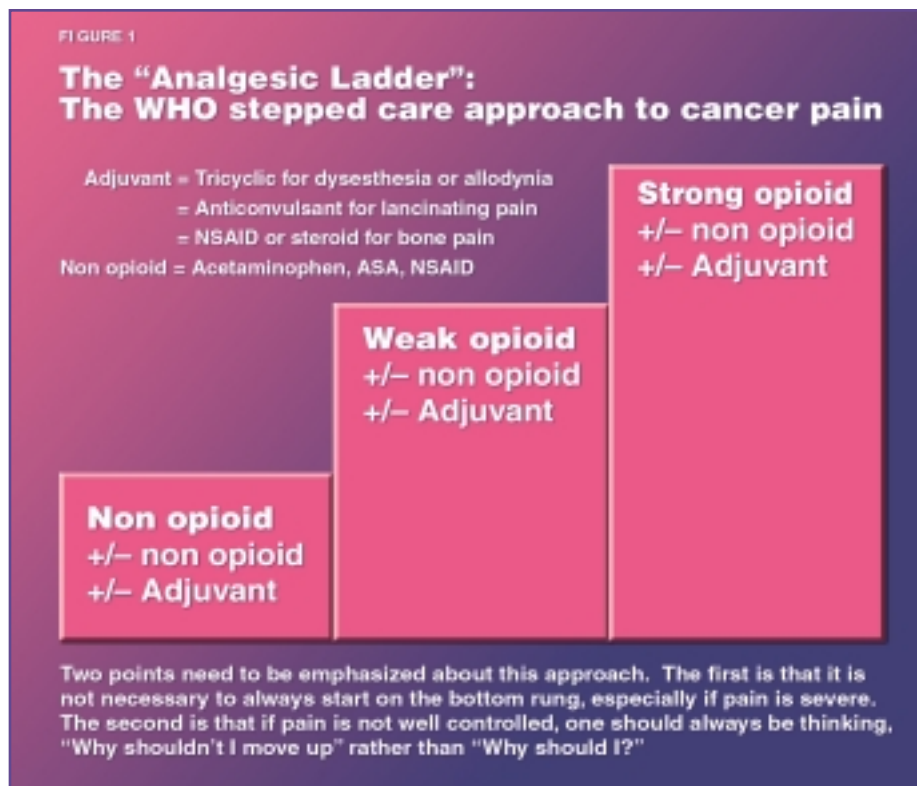 FIGURE 1
The “Analgesic Ladder”:
The WHO stepped care approach to cancer pain
Adjuvant = Tricyclic for dysesthesia or allodynia
= Anticonvulsant for lancinating pain
= NSAID or steroid for bone pain
Non opioid = Acetaminophen, ASA, NSAID
Non opioid
+/– non opioid
+/– Adjuvant
Weak opioid
+/– non opioid
+/– Adjuvant
Strong opioid
+/– non opioid
+/– Adjuvant
Two points need to be emphasized about this approach. The first is that it is
not necessary to always start on the bottom rung, especially if pain is severe.
The second is that if pain is not well controlled, one should always be thinking,
“Why shouldn't I move up” rather than “Why should I?”